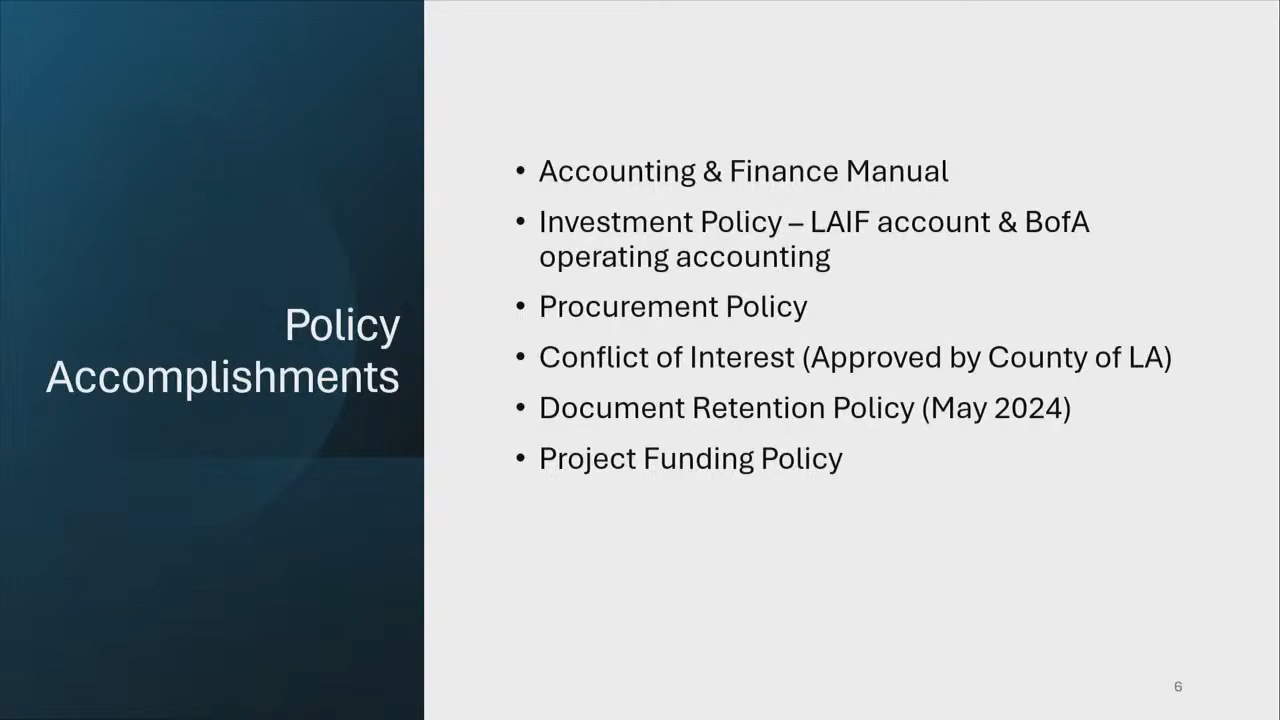 Policy
Accomplishments
• Accounting & Finance Manual
• Investment Policy – LAIF account & BofA
operating accounting
• Procurement Policy
• Conflict of Interest (Approved by County of LA)
• Document Retention Policy (May 2024)
• Project Funding Policy
6